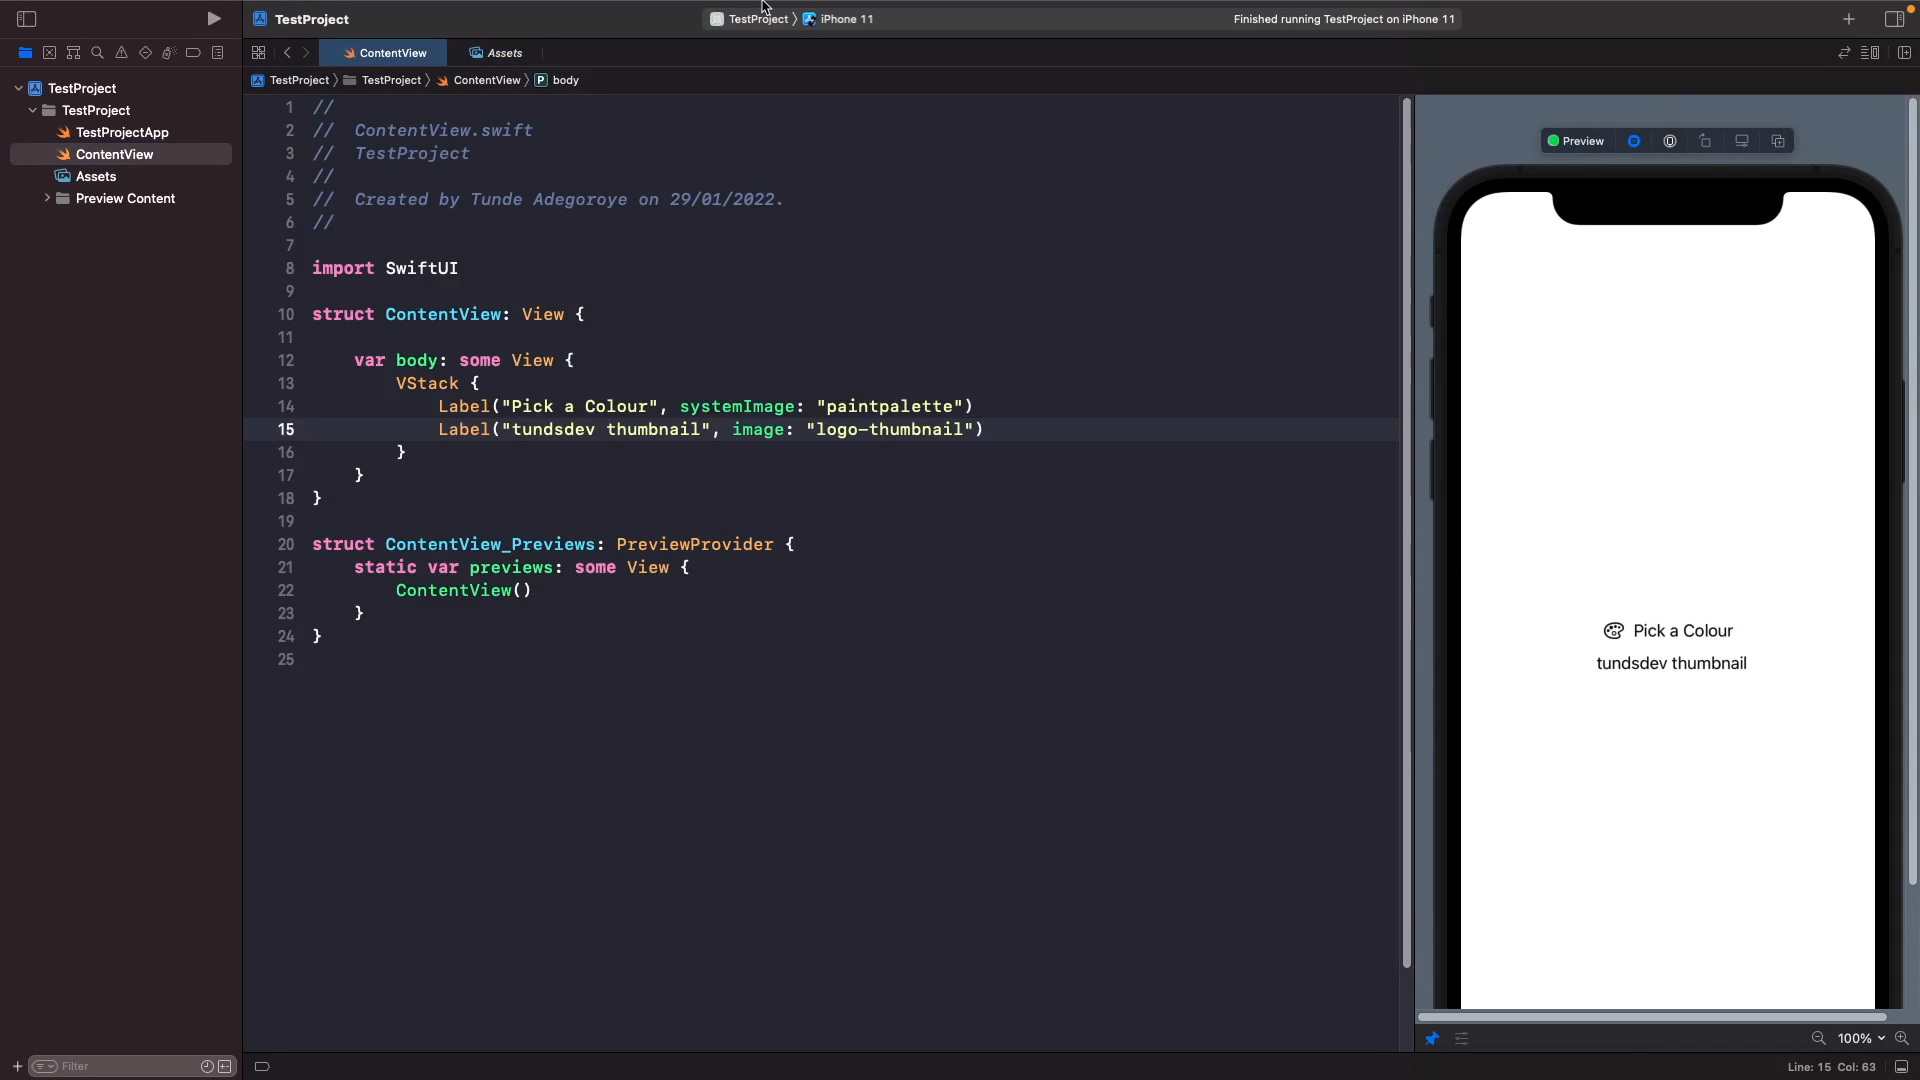 TestProject
TestProject 〉 iPhone 11
Finished running TestProject on iPhone 11
ContentView
Assets
TestProject 〉 TestProject 〉 ContentView 〉 P body
TestProject
TestProject
TestProjectApp
ContentView
Assets
Preview Content
1 //
2 //  ContentView.swift
3 //  TestProject
4 //
5 //  Created by Tunde Adegoroye on 29/01/2022.
6 //
7
8 import SwiftUI
9
10 struct ContentView: View {
11
12     var body: some View {
13         VStack {
14             Label("Pick a Colour", systemImage: "paintpalette")
15             Label("tundsdev thumbnail", image: "logo-thumbnail")
16         }
17     }
18 }
19
20 struct ContentView_Previews: PreviewProvider {
21     static var previews: some View {
22         ContentView()
23     }
24 }
25
Preview
Pick a Colour
tundsdev thumbnail
100%
Filter
Line: 15 Col: 63